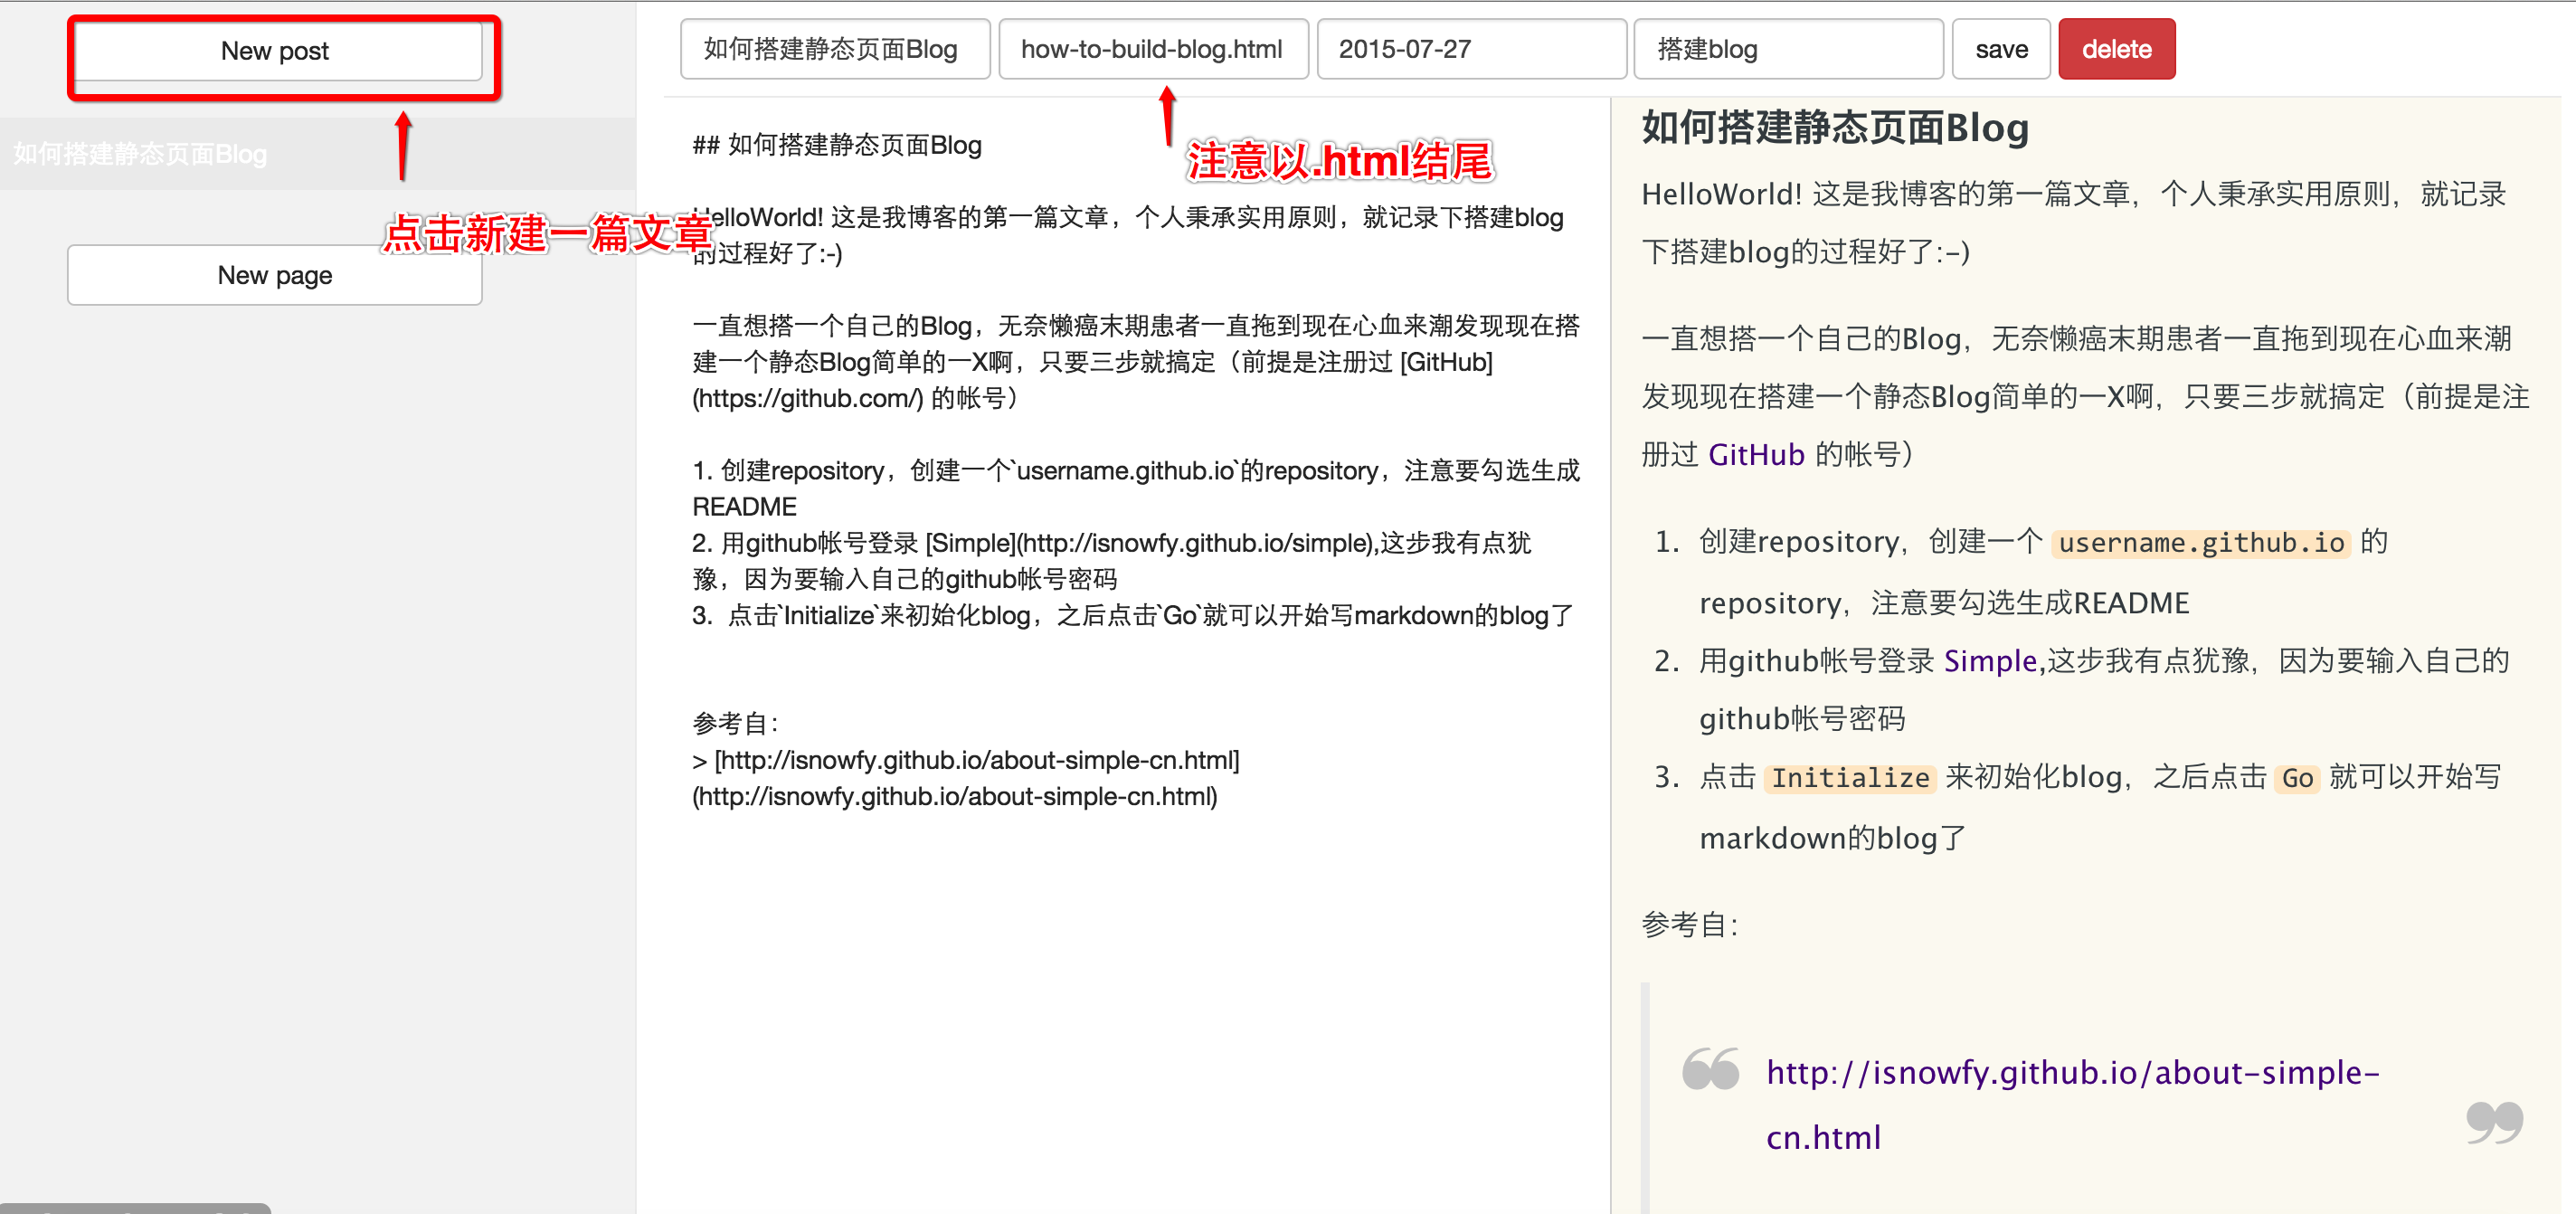 New post
如何搭建静态页面Blog
点击新建一篇文章
New page
如何搭建静态页面Blog
how-to-build-blog.html
2015-07-27
搭建blog
save
delete
注意以.html结尾
## 如何搭建静态页面Blog
HelloWorld! 这是我博客的第一篇文章，个人秉承实用原则，就记录下搭建blog
的过程好了:-)
一直想搭一个自己的Blog，无奈懒癌末期患者一直拖到现在心血来潮发现现在搭
建一个静态Blog简单的一X啊，只要三步就搞定（前提是注册过 [GitHub]
(https://github.com/) 的帐号）
1. 创建repository，创建一个`username.github.io`的repository，注意要勾选生成
README
2. 用github帐号登录 [Simple](http://isnowfy.github.io/simple),这步我有点犹
豫，因为要输入自己的github帐号密码
3. 点击`Initialize`来初始化blog，之后点击`Go`就可以开始写markdown的blog了
参考自：
> [http://isnowfy.github.io/about-simple-cn.html]
(http://isnowfy.github.io/about-simple-cn.html)
如何搭建静态页面Blog
HelloWorld! 这是我博客的第一篇文章，个人秉承实用原则，就记录
下搭建blog的过程好了:-)
一直想搭一个自己的Blog，无奈懒癌末期患者一直拖到现在心血来潮
发现现在搭建一个静态Blog简单的一X啊，只要三步就搞定（前提是注
册过 GitHub 的帐号）
1. 创建repository，创建一个 username.github.io 的
repository，注意要勾选生成README
2. 用github帐号登录 Simple,这步我有点犹豫，因为要输入自己的
github帐号密码
3. 点击 Initialize 来初始化blog，之后点击 Go 就可以开始写
markdown的blog了
参考自：
http://isnowfy.github.io/about-simple-
cn.html